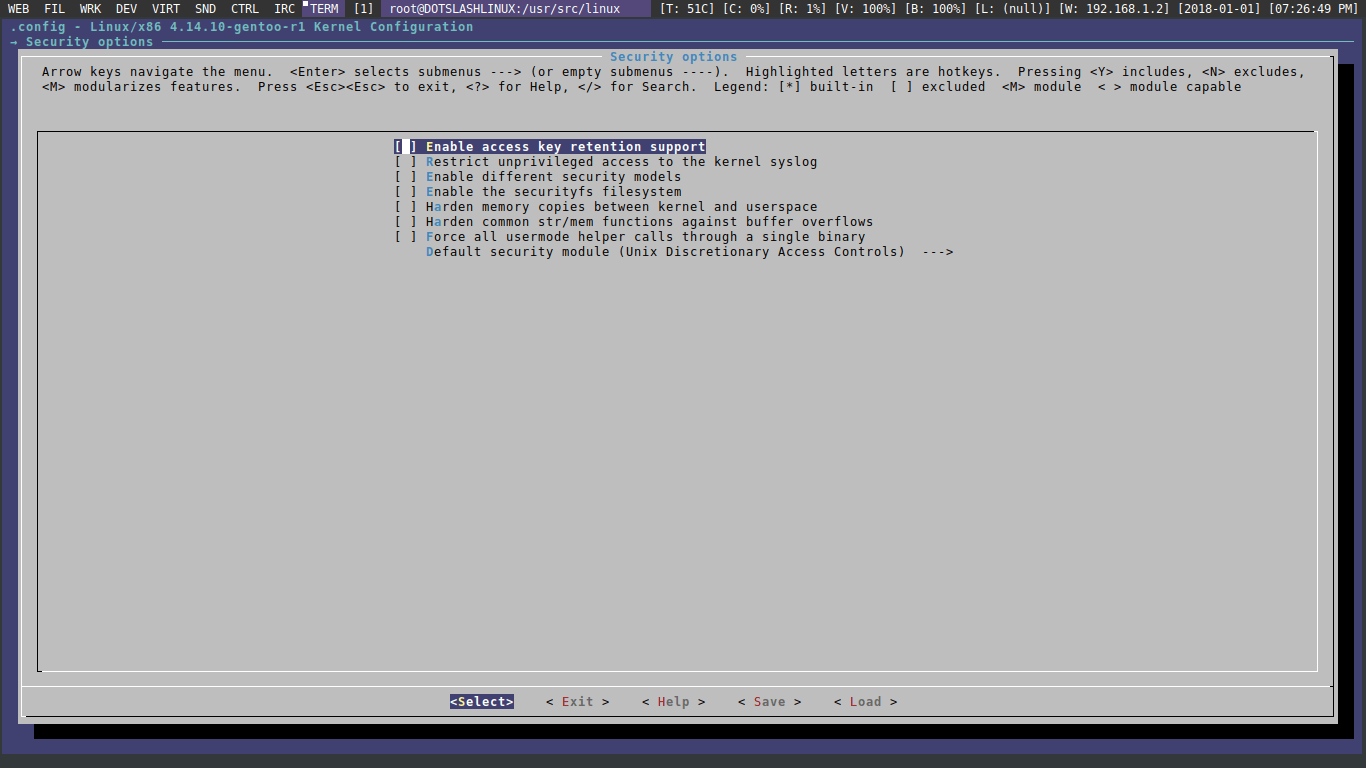 WEB FIL WRK DEV VIRT SND CTRL IRC TERM [1] root@DOTSLASHLINUX:/usr/src/linux [T: 51C] [C: 0%] [R: 1%] [V: 100%] [B: 100%] [L: (null)] [W: 192.168.1.2] [2018-01-01] [07:26:49 PM]
.config - Linux/x86 4.14.10-gentoo-r1 Kernel Configuration
→ Security options
Security options
Arrow keys navigate the menu.  <Enter> selects submenus ---> (or empty submenus ----).  Highlighted letters are hotkeys.  Pressing <Y> includes, <N> excludes,
<M> modularizes features.  Press <Esc><Esc> to exit, <?> for Help, </> for Search.  Legend: [*] built-in  [ ] excluded  <M> module  < > module capable
[ ] Enable access key retention support
[ ] Restrict unprivileged access to the kernel syslog
[ ] Enable different security models
[ ] Enable the securityfs filesystem
[ ] Harden memory copies between kernel and userspace
[ ] Harden common str/mem functions against buffer overflows
[ ] Force all usermode helper calls through a single binary
Default security module (Unix Discretionary Access Controls)  --->
<Select>    < Exit >    < Help >    < Save >    < Load >